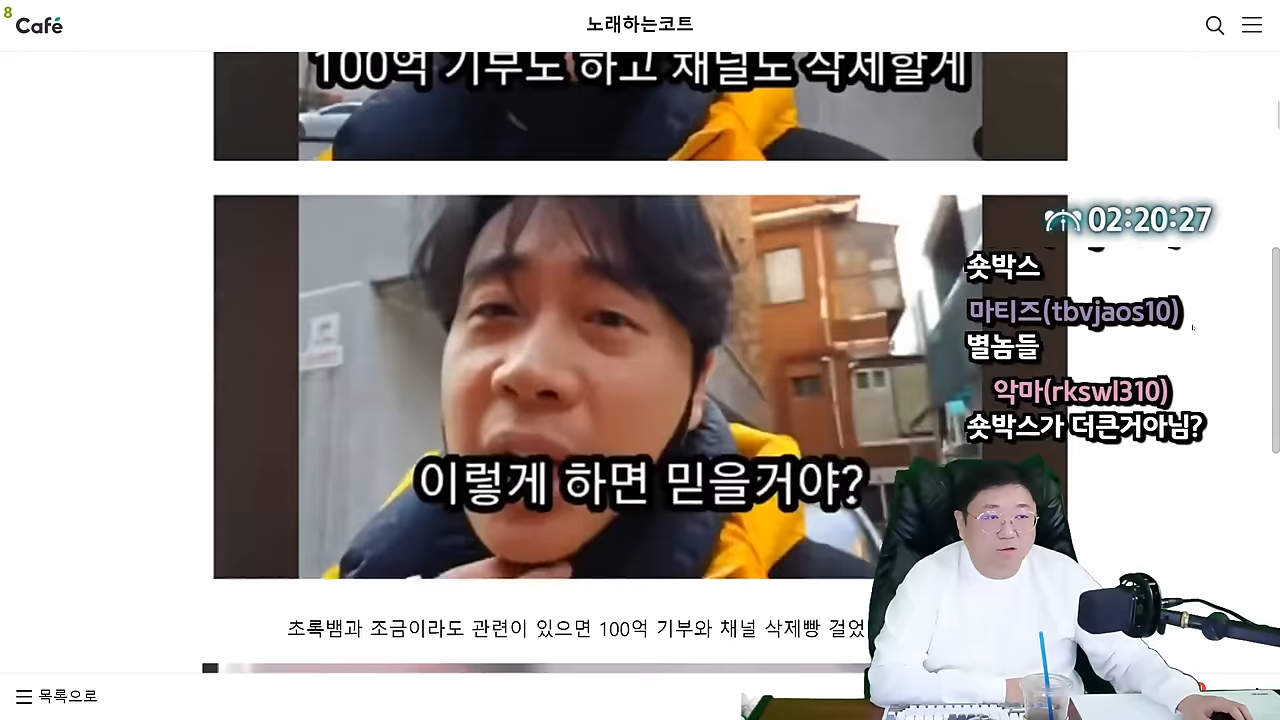 8
Café
노래하는코트
100억 기부도 하고 채널도 삭제할게
02:20:27
숏박스
마티즈(tbvjaos10)
별놈들
악마(rkswl310)
숏박스가 더큰거아님?
이렇게 하면 믿을거야?
초록뱀과 조금이라도 관련이 있으면 100억 기부와 채널 삭제빵 걸었
목록으로